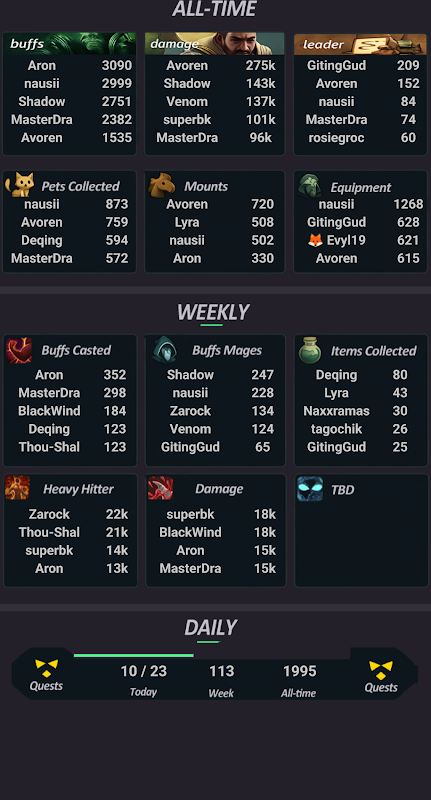 ALL-TIME
buffs damage leader
Aron 3090 Avoren 275k GitingGud 209
nausii 2999 Shadow 143k Avoren 152
Shadow 2751 Venom 137k nausii 84
MasterDra 2382 superbk 101k MasterDra 74
Avoren 1535 MasterDra 96k rosiegroc 60
Pets Collected Mounts Equipment
nausii 873 Avoren 720 nausii 1268
Avoren 759 Lyra 508 GitingGud 628
Deqing 594 nausii 502 🦊 Evyl19 621
MasterDra 572 Aron 330 Avoren 615
WEEKLY
Buffs Casted Buffs Mages Items Collected
Aron 352 Shadow 247 Deqing 80
MasterDra 298 nausii 228 Lyra 43
BlackWind 184 Zarock 134 Naxxramas 30
Deqing 123 Venom 124 tagochik 26
Thou-Shal 123 GitingGud 65 GitingGud 25
Heavy Hitter Damage TBD
Zarock 22k superbk 18k
Thou-Shal 21k BlackWind 18k
superbk 14k Aron 15k
Aron 13k MasterDra 15k
DAILY
10 / 23 113 1995
Quests Today Week All-time Quests